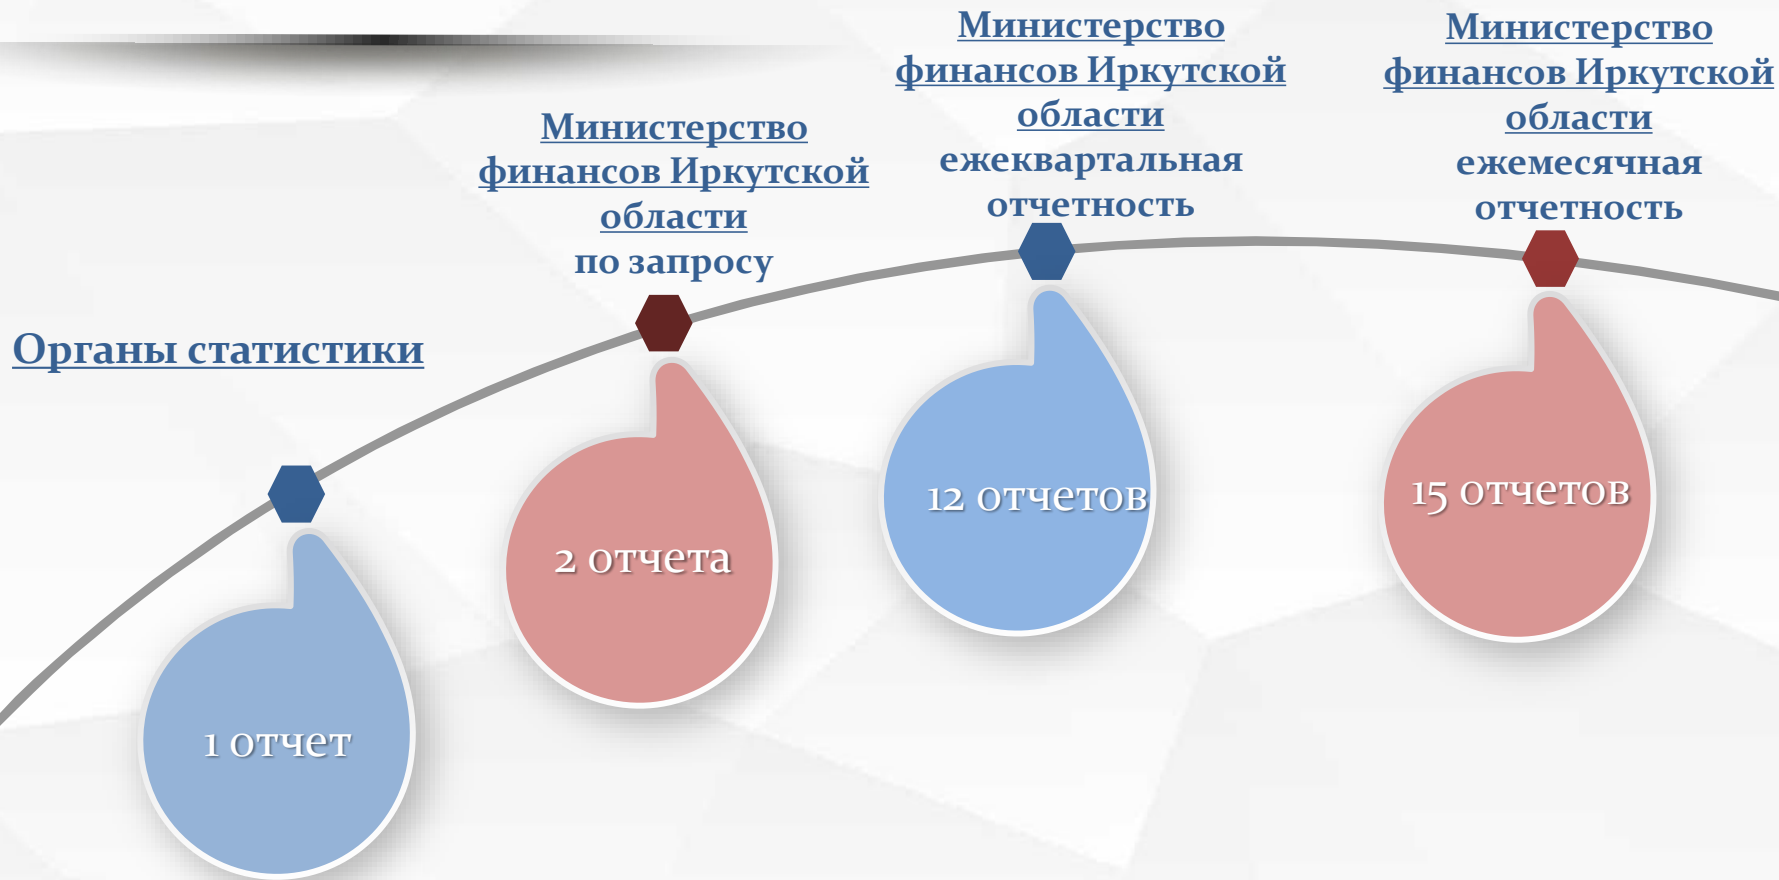 Органы статистики
1 отчет
Министерство
финансов Иркутской
области
по запросу
2 отчета
Министерство
финансов Иркутской
области
ежеквартальная
отчетность
12 отчетов
Министерство
финансов Иркутской
области
ежемесячная
отчетность
15 отчетов